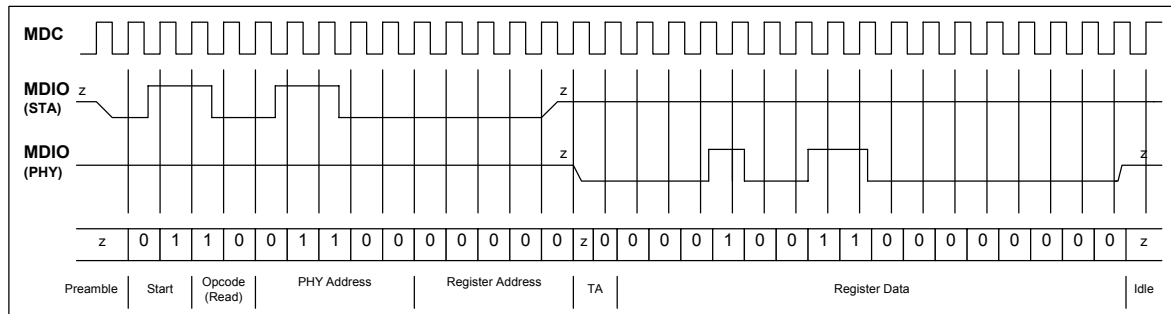 MDC
MDIO
(STA)
z
z
MDIO
(PHY)
z
z
z 0 1 1 0 0 1 1 0 0 0 0 0 0 0 z 0 0 0 0 1 0 0 1 1 0 0 0 0 0 0 0 0 z
Preamble Start Opcode (Read) PHY Address Register Address TA Register Data Idle